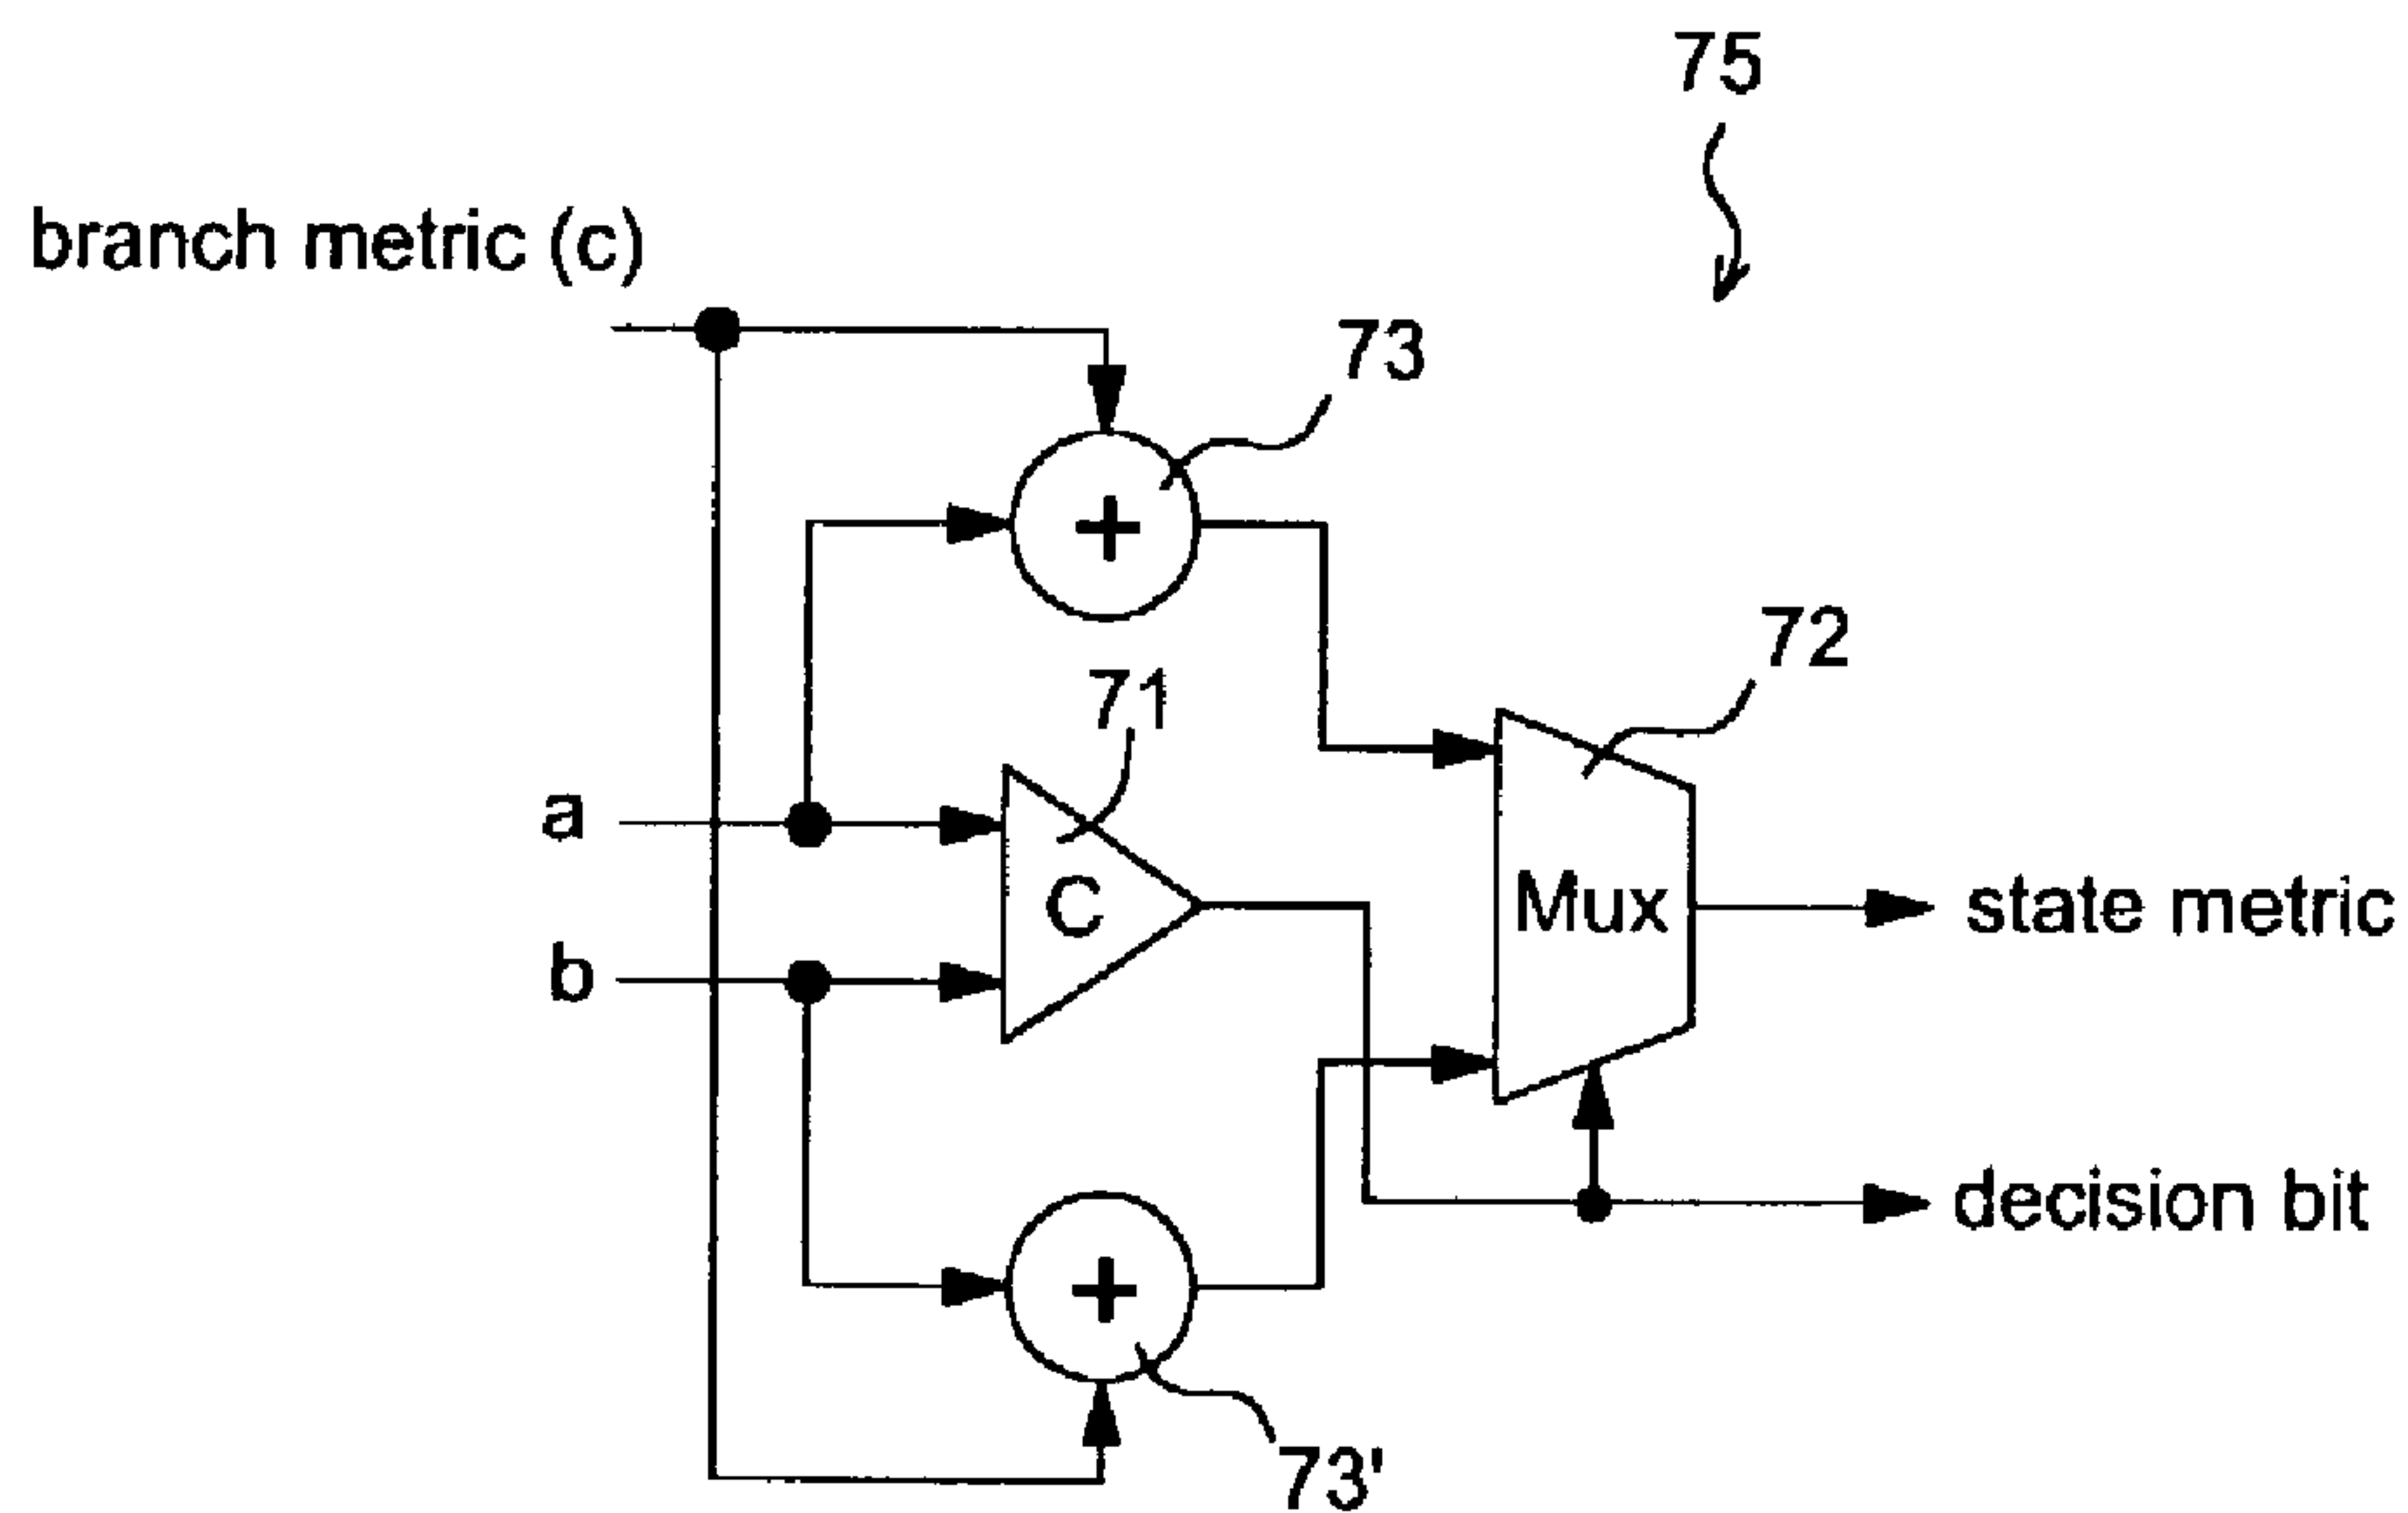 75
branch metric (c)
73
+
72
71
a
C
Mux
state metric
b
decision bit
+
73'